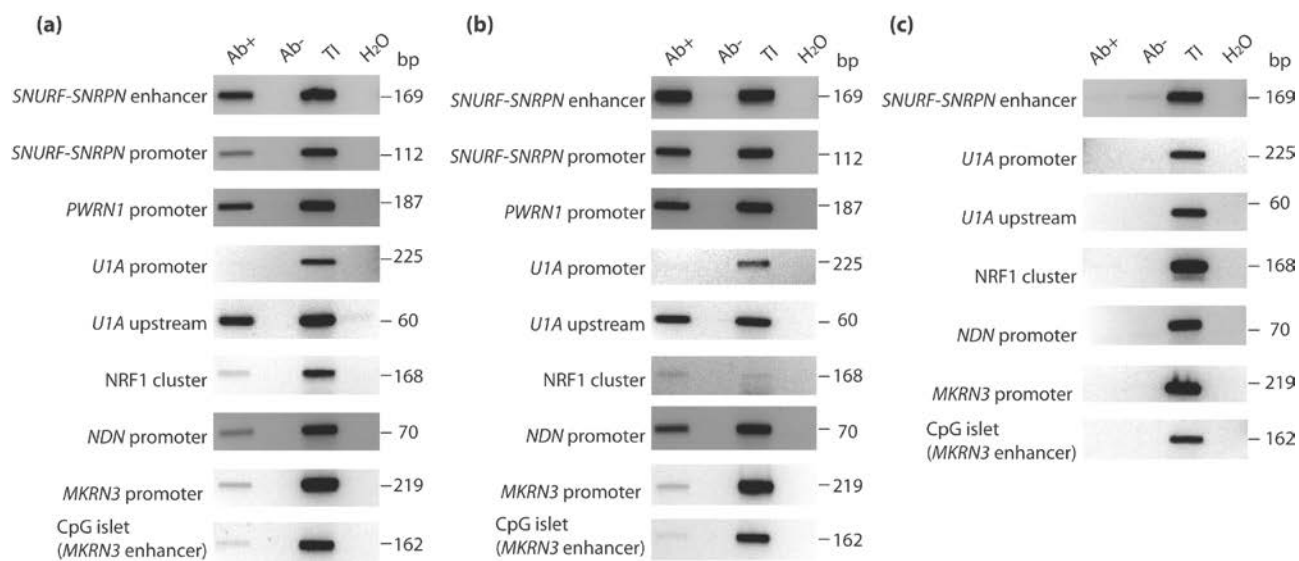 (a)
Ab+ Ab- TI H₂O bp
SNURF-SNRPN enhancer 169
SNURF-SNRPN promoter 112
PWRN1 promoter 187
U1A promoter 225
U1A upstream 60
NRF1 cluster 168
NDN promoter 70
MKRN3 promoter 219
CpG islet
(MKRN3 enhancer) 162
(b)
Ab+ Ab- TI H₂O bp
SNURF-SNRPN enhancer 169
SNURF-SNRPN promoter 112
PWRN1 promoter 187
U1A promoter 225
U1A upstream 60
NRF1 cluster 168
NDN promoter 70
MKRN3 promoter 219
CpG islet
(MKRN3 enhancer) 162
(c)
Ab+ Ab- TI H₂O bp
SNURF-SNRPN enhancer 169
U1A promoter 225
U1A upstream 60
NRF1 cluster 168
NDN promoter 70
MKRN3 promoter 219
CpG islet 162
(MKRN3 enhancer)